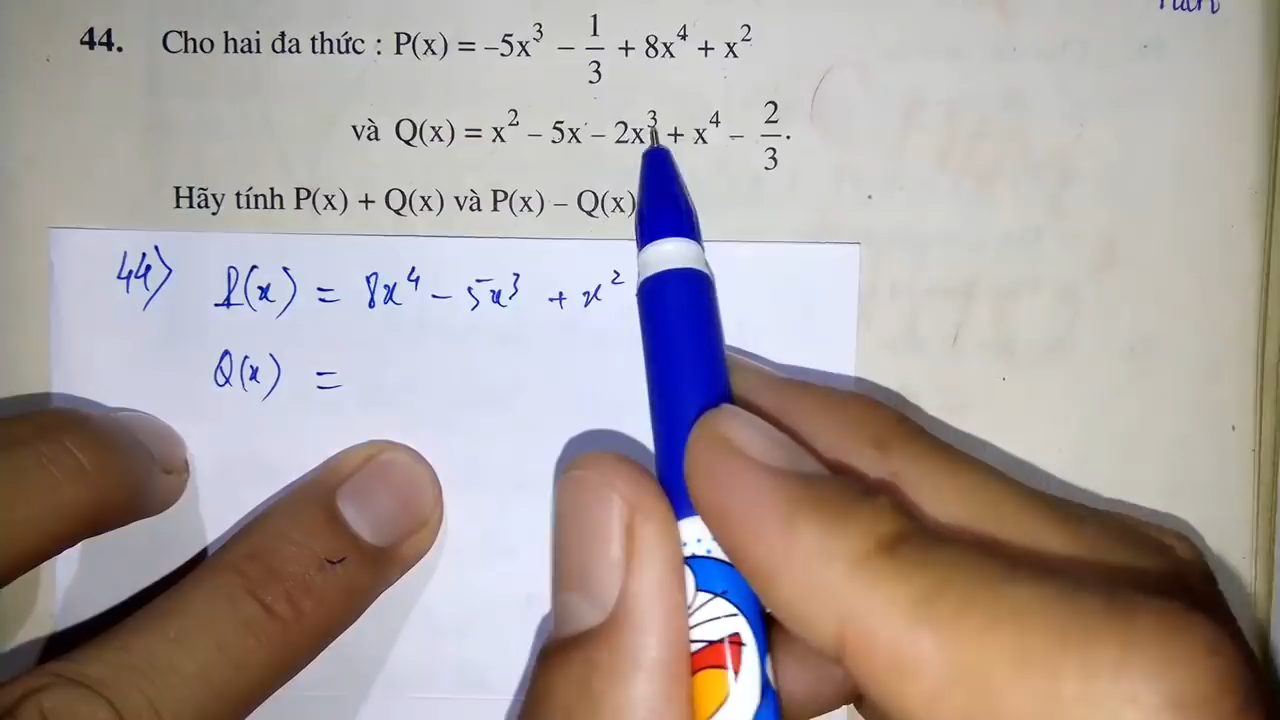 44. Cho hai đa thức : P(x) = –5x³ – 1/3 + 8x⁴ + x²
và Q(x) = x² – 5x – 2x³ + x⁴ – 2/3.
Hãy tính P(x) + Q(x) và P(x) – Q(x)
44) P(x) = 8x⁴ – 5x³ + x²
Q(x) =